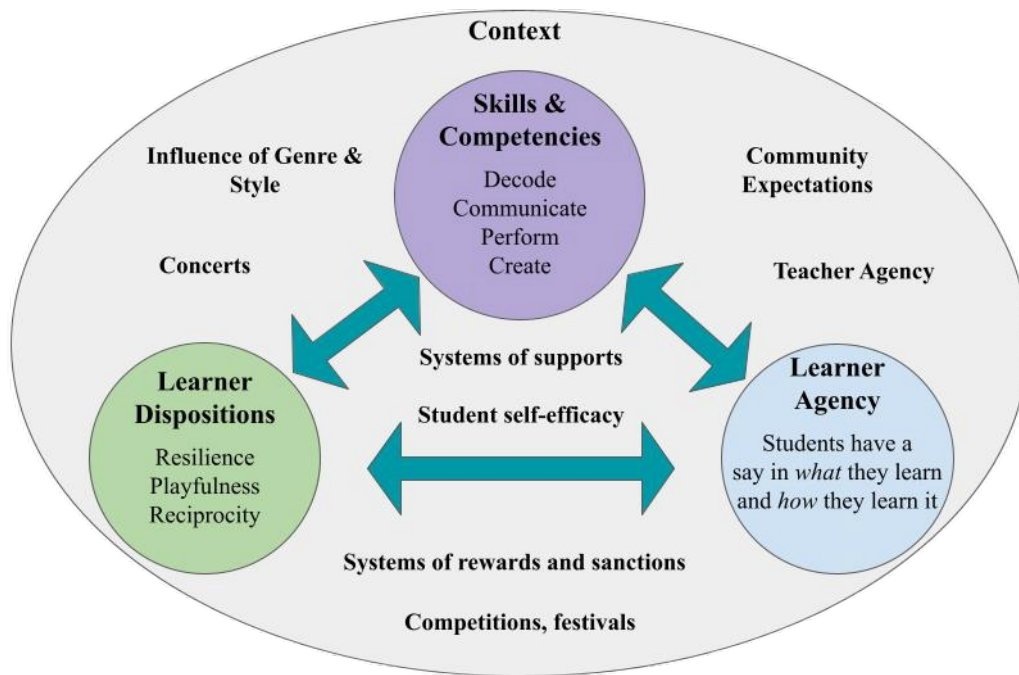 Context
Skills &
Competencies
Decode
Communicate
Perform
Create
Influence of Genre &
Style
Community
Expectations
Concerts
Teacher Agency
Systems of supports
Student self-efficacy
Learner
Dispositions
Resilience
Playfulness
Reciprocity
Learner
Agency
Students have a
say in what they learn
and how they learn it
Systems of rewards and sanctions
Competitions, festivals